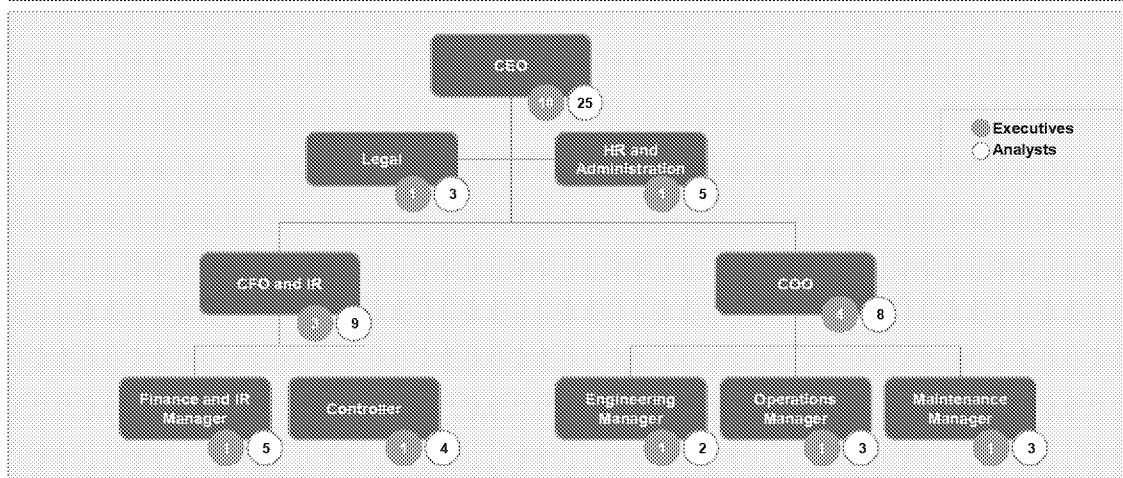 CEO
10 25
Executives
Analysts
Legal
1 3
HR and
Administration
1 5
CFO and IR
3 9
COO
4 8
Finance and IR
Manager
1 5
Controller
1 4
Engineering
Manager
1 2
Operations
Manager
1 3
Maintenance
Manager
1 3